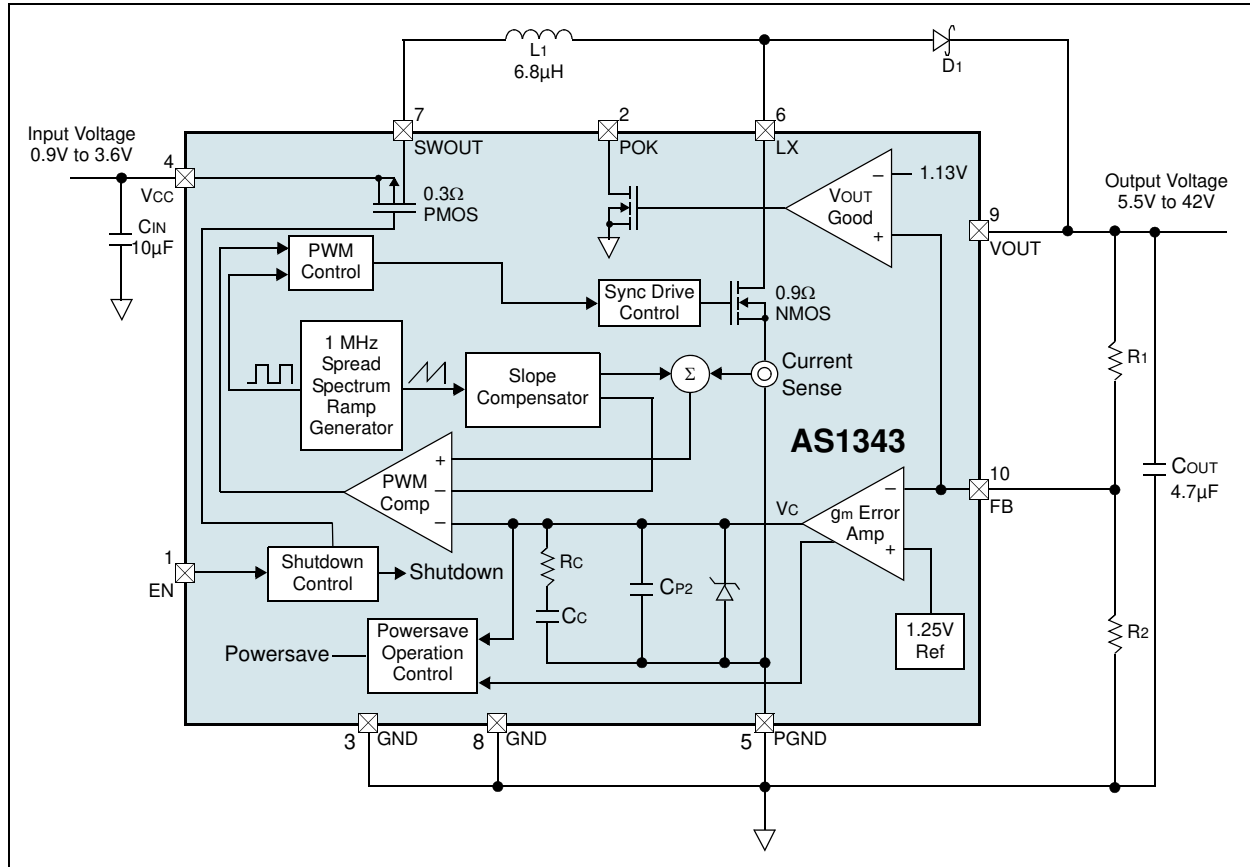 L1
6.8µH
D1
7
2
6
SWOUT
POK
LX
Input Voltage
0.9V to 3.6V
4
VCC
CIN
10µF
0.3Ω
PMOS
VOUT
Good
−
+
1.13V
Output Voltage
5.5V to 42V
9
VOUT
PWM
Control
Sync Drive
Control
0.9Ω
NMOS
1 MHz
Spread
Spectrum
Ramp
Generator
Slope
Compensator
Σ
Current
Sense
R1
AS1343
COUT
4.7µF
PWM
Comp
+
−
−
VC
gm Error
Amp
−
+
10
FB
1
EN
Shutdown
Control
Shutdown
RC
CC
CP2
1.25V
Ref
R2
Powersave
Powersave
Operation
Control
3
GND
8
GND
5
PGND